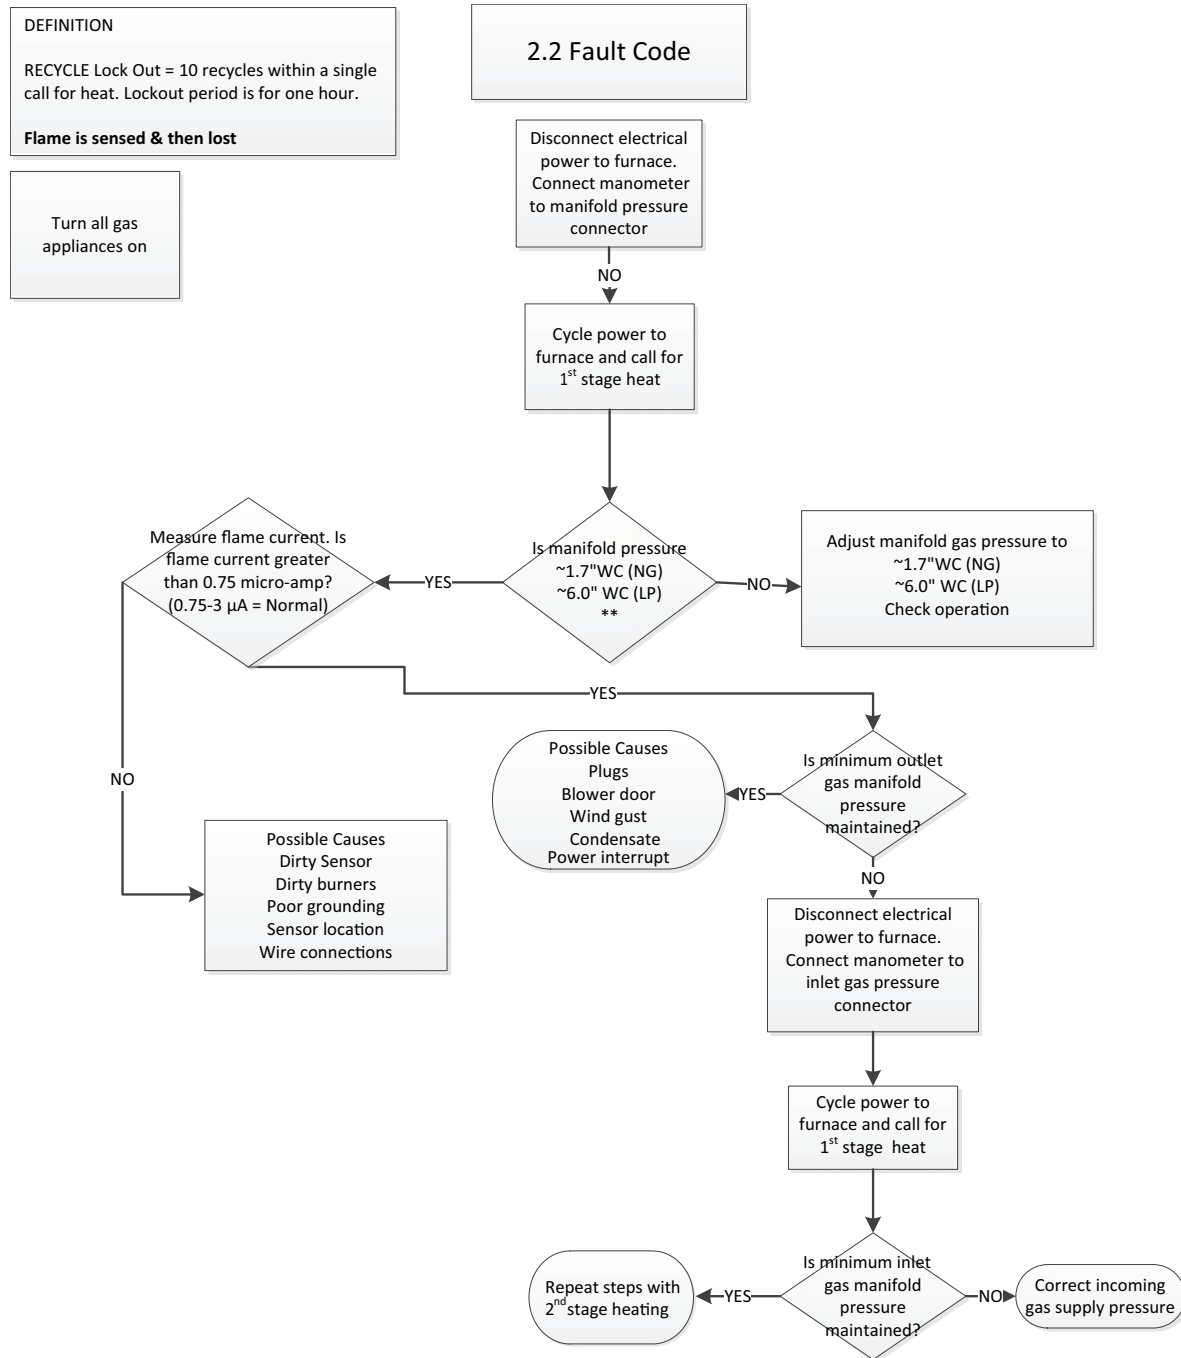 DEFINITION
RECYCLE Lock Out = 10 recycles within a single
call for heat. Lockout period is for one hour.
Flame is sensed & then lost
2.2 Fault Code
Turn all gas
appliances on
Disconnect electrical
power to furnace.
Connect manometer
to manifold pressure
connector
NO
Cycle power to
furnace and call for
1st stage heat
Measure flame current. Is
flame current greater
than 0.75 micro-amp?
(0.75-3 µA = Normal)
YES
Is manifold pressure
~1.7"WC (NG)
~6.0" WC (LP)
**
NO
Adjust manifold gas pressure to
~1.7"WC (NG)
~6.0" WC (LP)
Check operation
YES
NO
Possible Causes
Plugs
Blower door
Wind gust
Condensate
Power interrupt
YES
Is minimum outlet
gas manifold
pressure
maintained?
Possible Causes
Dirty Sensor
Dirty burners
Poor grounding
Sensor location
Wire connections
NO
Disconnect electrical
power to furnace.
Connect manometer to
inlet gas pressure
connector
Cycle power to
furnace and call for
1st stage heat
Repeat steps with
2nd stage heating
YES
Is minimum inlet
gas manifold
pressure
maintained?
NO
Correct incoming
gas supply pressure